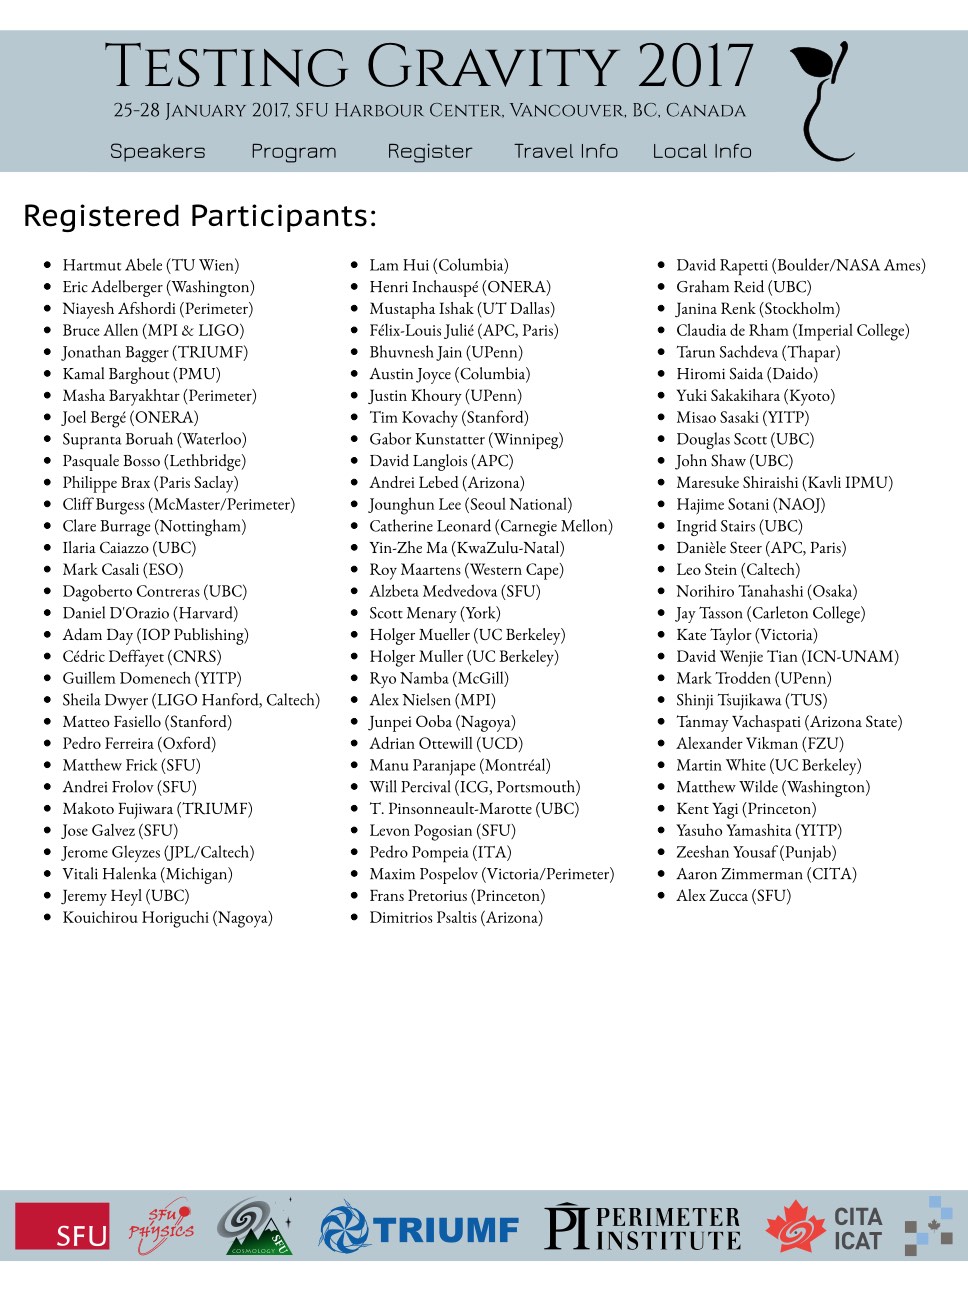 Testing Gravity 2017
25-28 January 2017, SFU Harbour Center, Vancouver, BC, Canada
Speakers Program Register Travel Info Local Info
Registered Participants:
Hartmut Abele (TU Wien)
Eric Adelberger (Washington)
Niayesh Afshordi (Perimeter)
Bruce Allen (MPI & LIGO)
Jonathan Bagger (TRIUMF)
Kamal Barghout (PMU)
Masha Baryakhtar (Perimeter)
Joel Bergé (ONERA)
Supranta Boruah (Waterloo)
Pasquale Bosso (Lethbridge)
Philippe Brax (Paris Saclay)
Cliff Burgess (McMaster/Perimeter)
Clare Burrage (Nottingham)
Ilaria Caiazzo (UBC)
Mark Casali (ESO)
Dagoberto Contreras (UBC)
Daniel D'Orazio (Harvard)
Adam Day (IOP Publishing)
Cédric Deffayet (CNRS)
Guillem Domenech (YITP)
Sheila Dwyer (LIGO Hanford, Caltech)
Matteo Fasiello (Stanford)
Pedro Ferreira (Oxford)
Matthew Frick (SFU)
Andrei Frolov (SFU)
Makoto Fujiwara (TRIUMF)
Jose Galvez (SFU)
Jerome Gleyzes (JPL/Caltech)
Vitali Halenka (Michigan)
Jeremy Heyl (UBC)
Kouichirou Horiguchi (Nagoya)
Lam Hui (Columbia)
Henri Inchauspé (ONERA)
Mustapha Ishak (UT Dallas)
Félix-Louis Julié (APC, Paris)
Bhuvnesh Jain (UPenn)
Austin Joyce (Columbia)
Justin Khoury (UPenn)
Tim Kovachy (Stanford)
Gabor Kunstatter (Winnipeg)
David Langlois (APC)
Andrei Lebed (Arizona)
Jounghun Lee (Seoul National)
Catherine Leonard (Carnegie Mellon)
Yin-Zhe Ma (KwaZulu-Natal)
Roy Maartens (Western Cape)
Alzbeta Medvedova (SFU)
Scott Menary (York)
Holger Mueller (UC Berkeley)
Holger Muller (UC Berkeley)
Ryo Namba (McGill)
Alex Nielsen (MPI)
Junpei Ooba (Nagoya)
Adrian Ottewill (UCD)
Manu Paranjape (Montréal)
Will Percival (ICG, Portsmouth)
T. Pinsonneault-Marotte (UBC)
Levon Pogosian (SFU)
Pedro Pompeia (ITA)
Maxim Pospelov (Victoria/Perimeter)
Frans Pretorius (Princeton)
Dimitrios Psaltis (Arizona)
David Rapetti (Boulder/NASA Ames)
Graham Reid (UBC)
Janina Renk (Stockholm)
Claudia de Rham (Imperial College)
Tarun Sachdeva (Thapar)
Hiromi Saida (Daido)
Yuki Sakakihara (Kyoto)
Misao Sasaki (YITP)
Douglas Scott (UBC)
John Shaw (UBC)
Maresuke Shiraishi (Kavli IPMU)
Hajime Sotani (NAOJ)
Ingrid Stairs (UBC)
Danièle Steer (APC, Paris)
Leo Stein (Caltech)
Norihiro Tanahashi (Osaka)
Jay Tasson (Carleton College)
Kate Taylor (Victoria)
David Wenjie Tian (ICN-UNAM)
Mark Trodden (UPenn)
Shinji Tsujikawa (TUS)
Tanmay Vachaspati (Arizona State)
Alexander Vikman (FZU)
Martin White (UC Berkeley)
Matthew Wilde (Washington)
Kent Yagi (Princeton)
Yasuho Yamashita (YITP)
Zeeshan Yousaf (Punjab)
Aaron Zimmerman (CITA)
Alex Zucca (SFU)
SFU
SFU
PHYSICS
COSMOLOGY SFU
TRIUMF
PI PERIMETER
INSTITUTE
CITA
ICAT